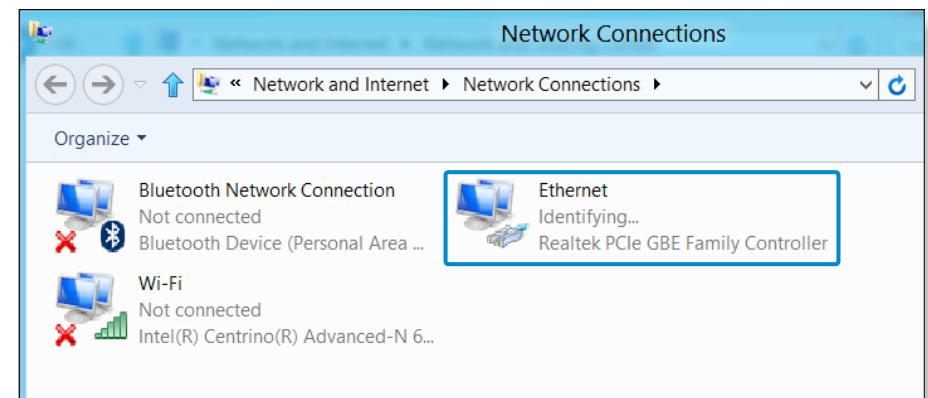 Network Connections
« Network and Internet ▸ Network Connections ▸
Organize ▾
Bluetooth Network Connection
Not connected
Bluetooth Device (Personal Area ...
Ethernet
Identifying...
Realtek PCIe GBE Family Controller
Wi-Fi
Not connected
Intel(R) Centrino(R) Advanced-N 6...